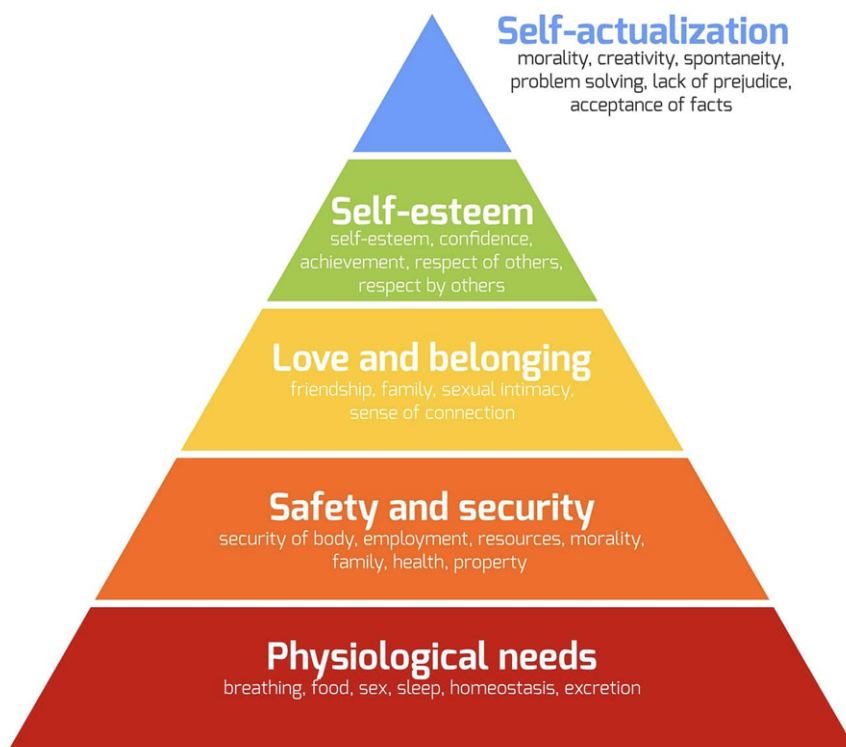 Self-actualization
morality, creativity, spontaneity,
problem solving, lack of prejudice,
acceptance of facts
Self-esteem
self-esteem, confidence,
achievement, respect of others,
respect by others
Love and belonging
friendship, family, sexual intimacy,
sense of connection
Safety and security
security of body, employment, resources, morality,
family, health, property
Physiological needs
breathing, food, sex, sleep, homeostasis, excretion